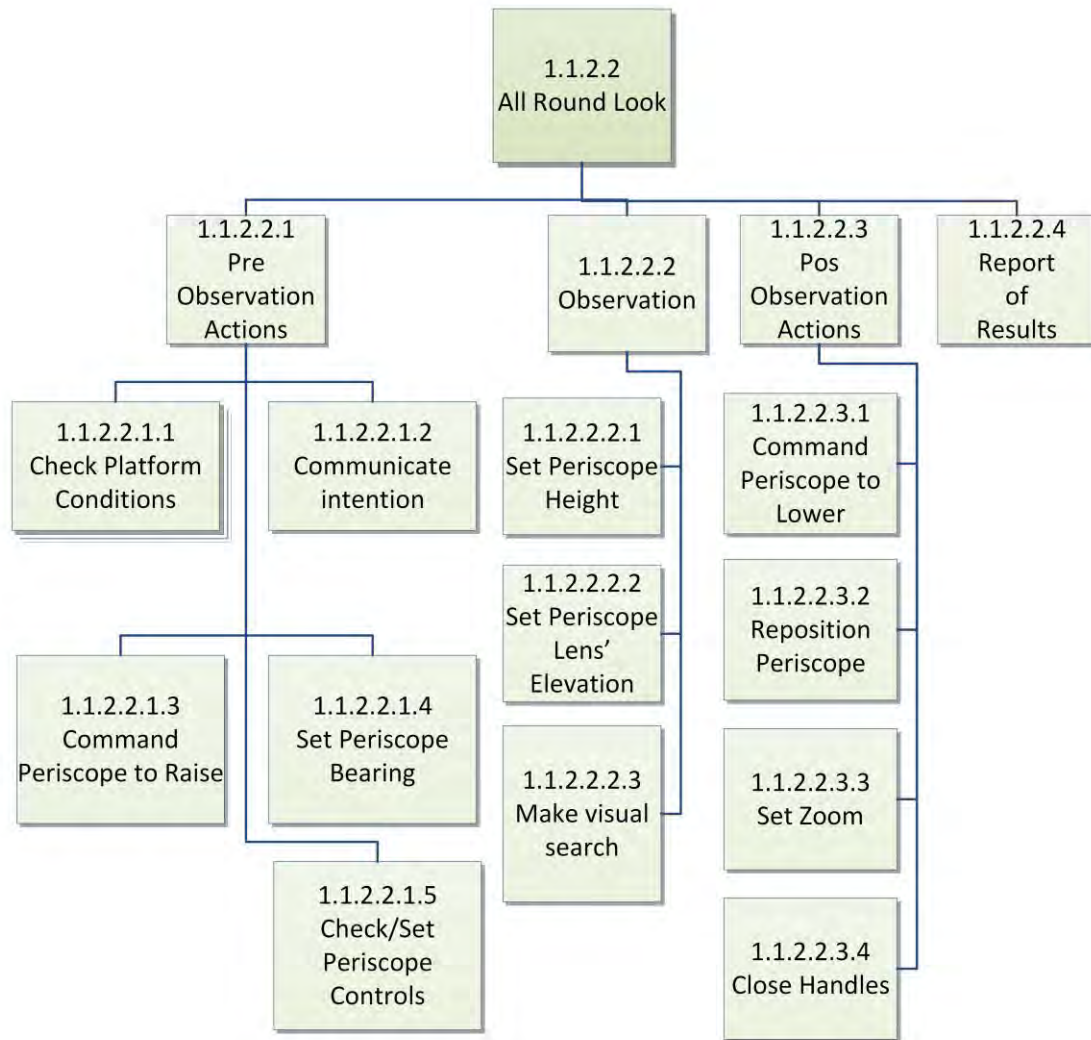 1.1.2.2
All Round Look
1.1.2.2.1
Pre
Observation
Actions
1.1.2.2.2
Observation
1.1.2.2.3
Pos
Observation
Actions
1.1.2.2.4
Report
of
Results
1.1.2.2.1.1
Check Platform
Conditions
1.1.2.2.1.2
Communicate
intention
1.1.2.2.1.3
Command
Periscope to Raise
1.1.2.2.1.4
Set Periscope
Bearing
1.1.2.2.1.5
Check/Set
Periscope
Controls
1.1.2.2.2.1
Set Periscope
Height
1.1.2.2.2.2
Set Periscope
Lens’
Elevation
1.1.2.2.2.3
Make visual
search
1.1.2.2.3.1
Command
Periscope to
Lower
1.1.2.2.3.2
Reposition
Periscope
1.1.2.2.3.3
Set Zoom
1.1.2.2.3.4
Close Handles